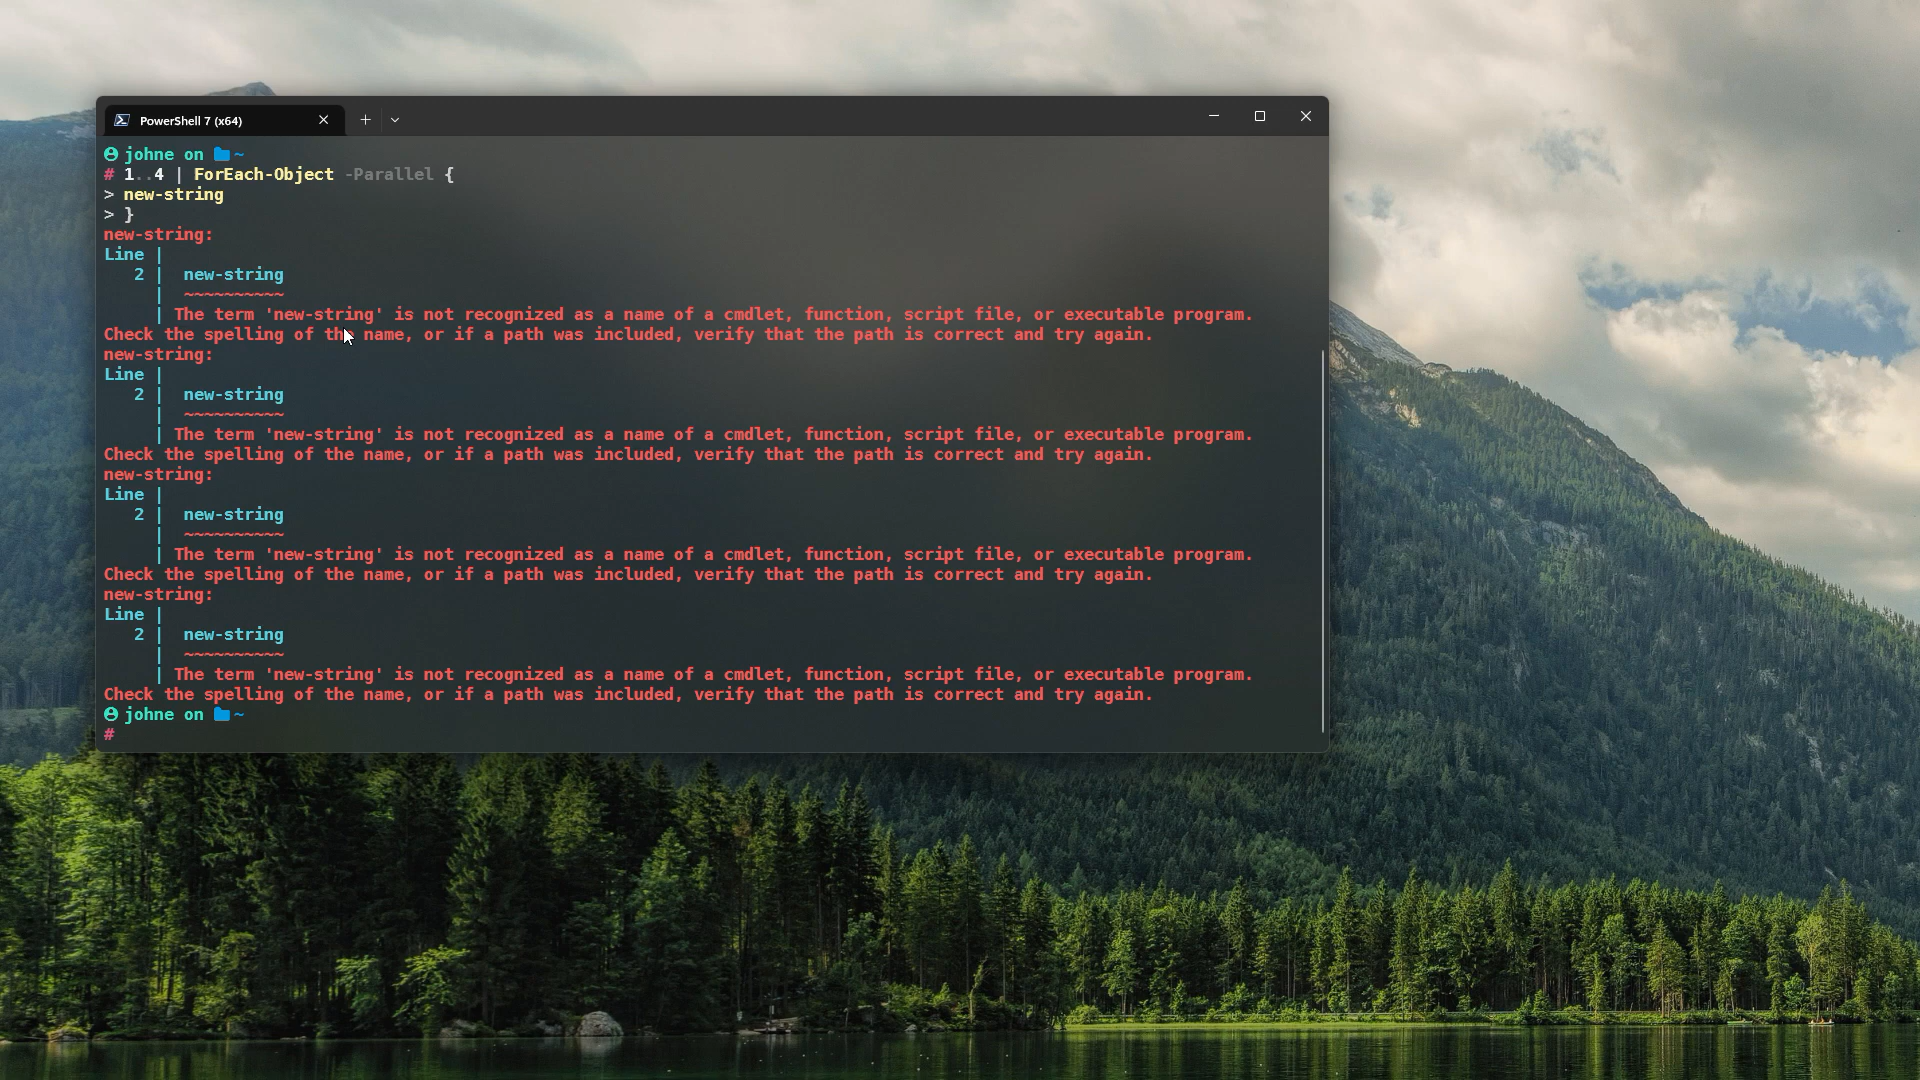 PowerShell 7 (x64)
johne on ~
# 1..4 | ForEach-Object -Parallel {
> new-string
> }
new-string:
Line |
2 | new-string
| ~~~~~~~~~~
| The term 'new-string' is not recognized as a name of a cmdlet, function, script file, or executable program.
Check the spelling of the name, or if a path was included, verify that the path is correct and try again.
new-string:
Line |
2 | new-string
| ~~~~~~~~~~
| The term 'new-string' is not recognized as a name of a cmdlet, function, script file, or executable program.
Check the spelling of the name, or if a path was included, verify that the path is correct and try again.
new-string:
Line |
2 | new-string
| ~~~~~~~~~~
| The term 'new-string' is not recognized as a name of a cmdlet, function, script file, or executable program.
Check the spelling of the name, or if a path was included, verify that the path is correct and try again.
new-string:
Line |
2 | new-string
| ~~~~~~~~~~
| The term 'new-string' is not recognized as a name of a cmdlet, function, script file, or executable program.
Check the spelling of the name, or if a path was included, verify that the path is correct and try again.
johne on ~
#